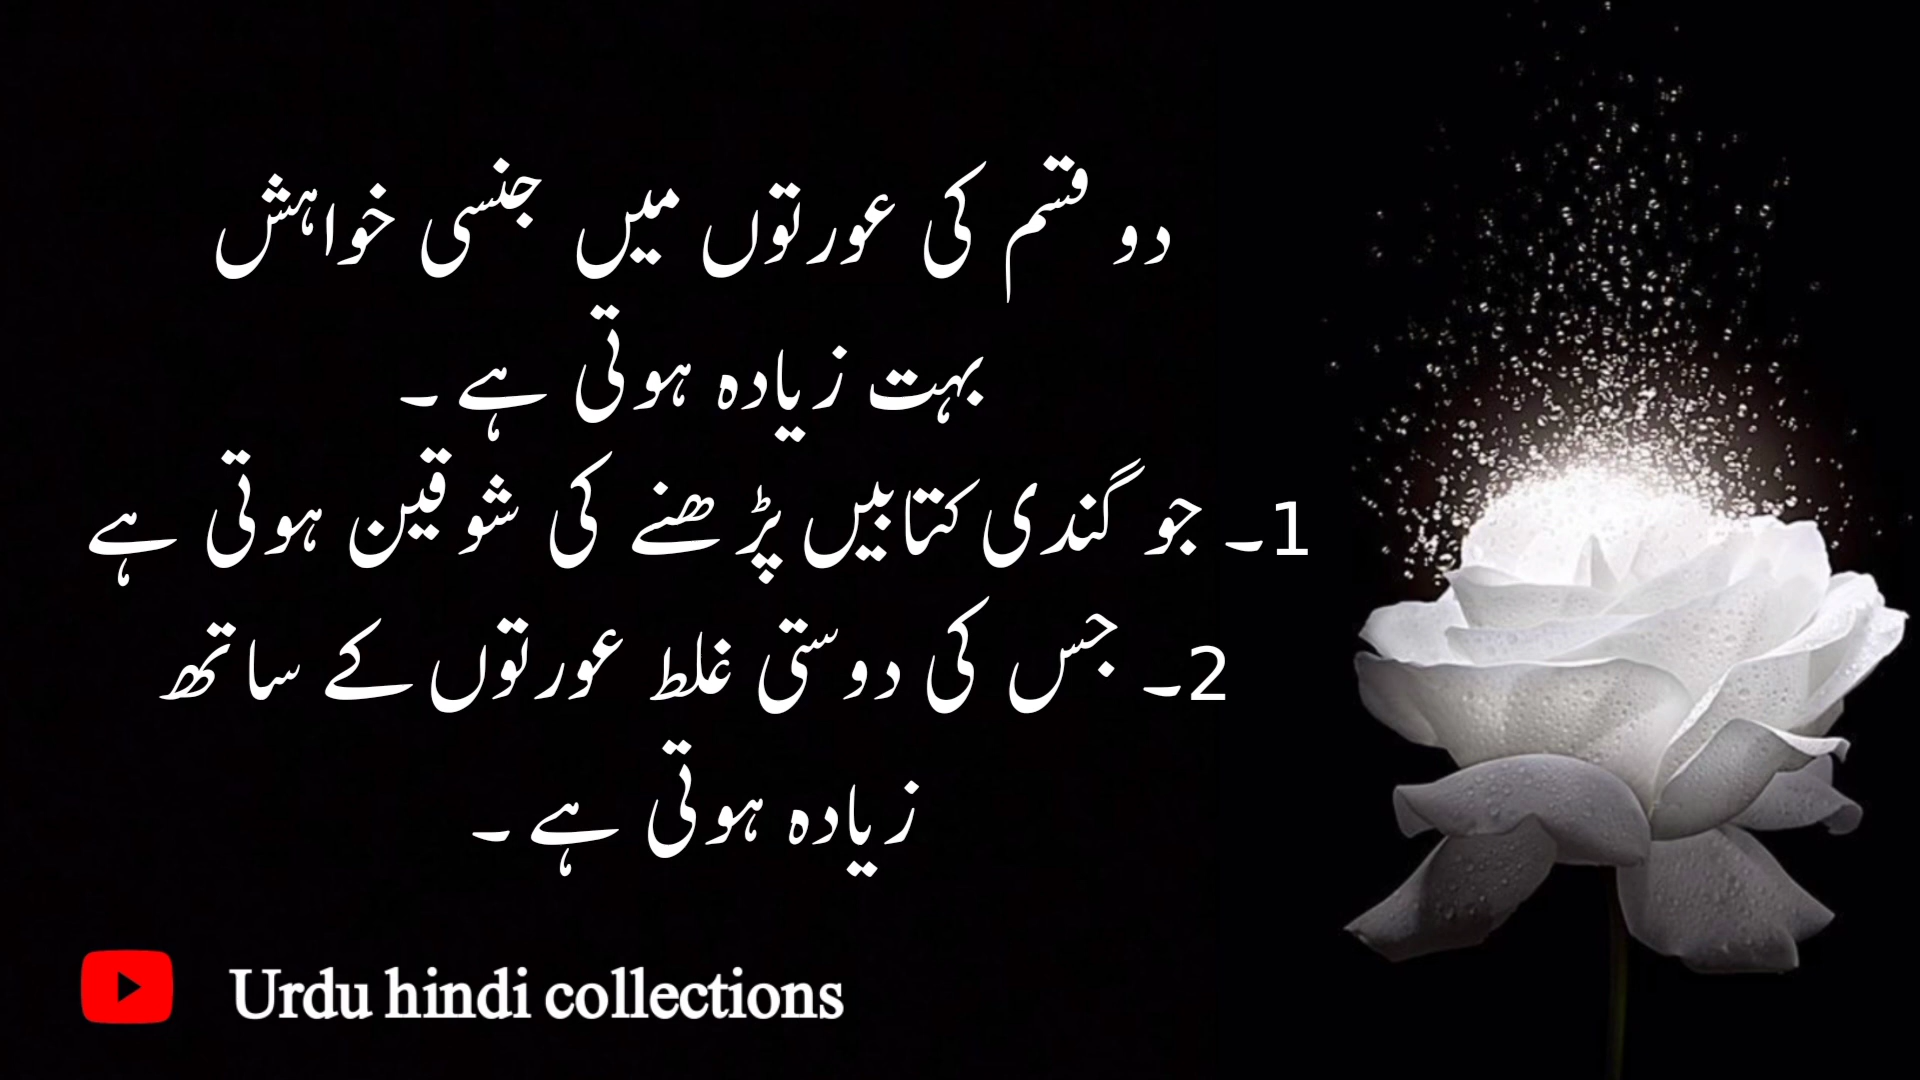 دو قسم کی عورتوں میں جنسی خواہش
بہت زیادہ ہوتی ہے ۔
1۔ جو گندی کتابیں پڑھنے کی شوقین ہوتی ہے
2۔ جس کی دوستی غلط عورتوں کے ساتھ
زیادہ ہوتی ہے ۔
Urdu hindi collections